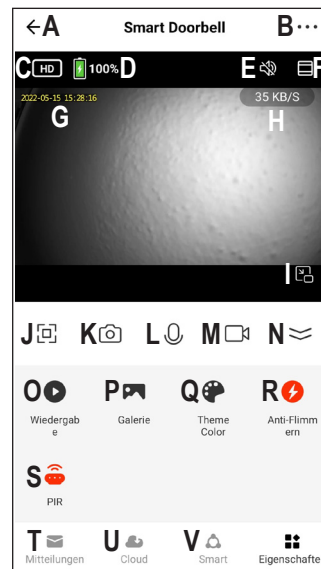 A Smart Doorbell B
C HD 100% D E F
2022-05-15 15:28:16 35 KB/S
G H
I
J K L M N
O P Q R
Wiedergab
e
Galerie
Theme
Color
Anti-Flimm
ern
S
PIR
T U V
Mitteilungen Cloud Smart Eigenschafte